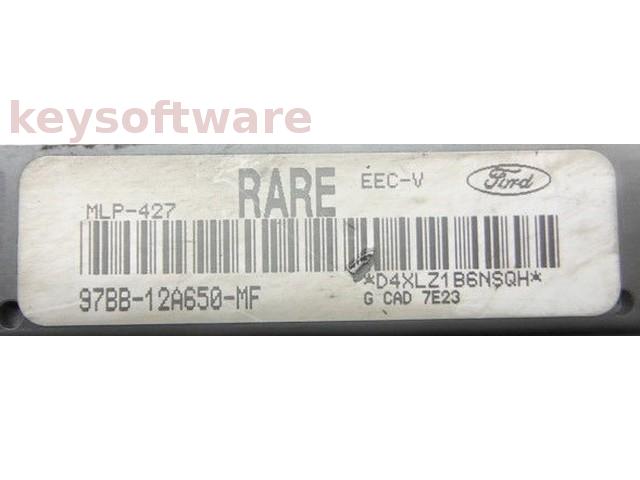 keysoftware
RARE EEC-V Ford
MLP-427
*D4XLZ1B6NSQH*
97BB-12A650-MF G CAD 7E23